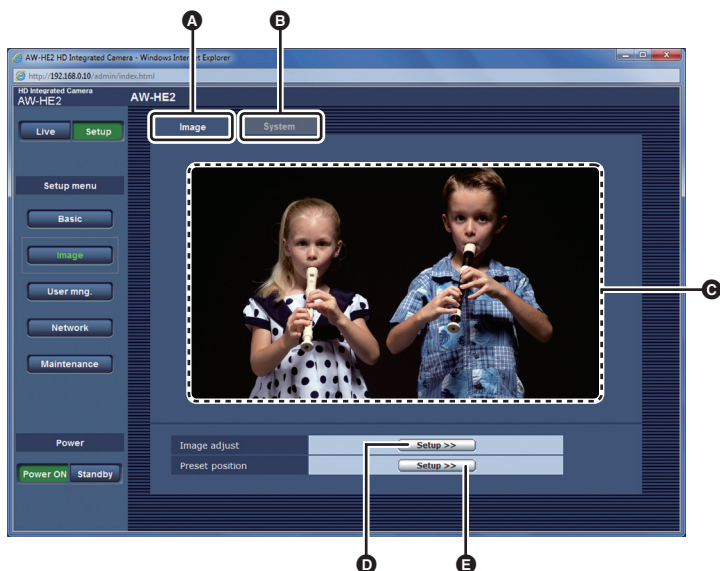 A
B
AW-HE2 HD Integrated Camera - Windows Internet Explorer
http://192.168.0.10/admin/index.html
HD Integrated Camera
AW-HE2
AW-HE2
Live
Setup
Image
System
Setup menu
Basic
Image
User mng.
Network
Maintenance
C
Image adjust
Setup >>
Preset position
Setup >>
Power
Power ON
Standby
D
E